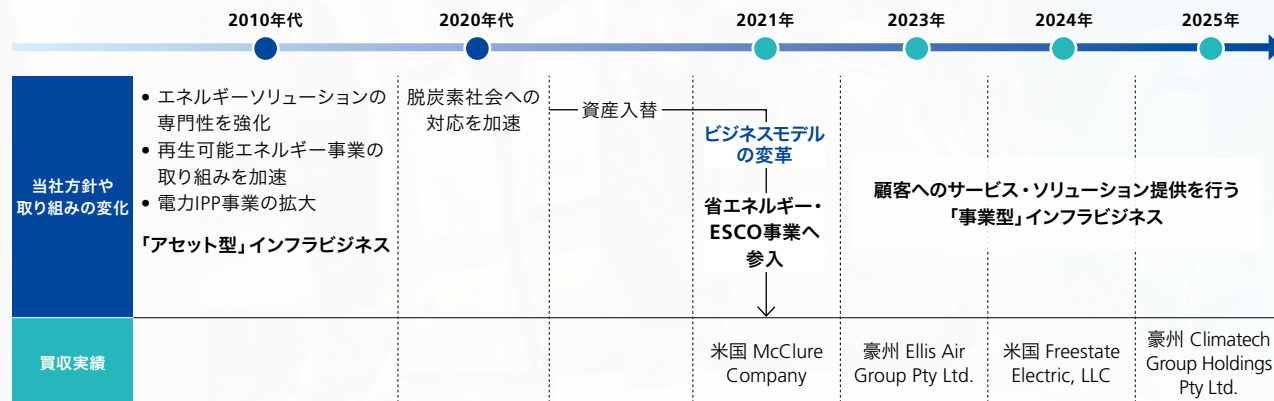 2010年代
2020年代
2021年
2023年
2024年
2025年
当社方針や
取り組みの変化
• エネルギーソリューションの
専門性を強化
• 再生可能エネルギー事業の
取り組みを加速
• 電力IPP事業の拡大
「アセット型」インフラビジネス
脱炭素社会への
対応を加速
資産入替
ビジネスモデル
の変革
省エネルギー・
ESCO事業へ
参入
顧客へのサービス・ソリューション提供を行う
「事業型」インフラビジネス
買収実績
米国 McClure
Company
豪州 Ellis Air
Group Pty Ltd.
米国 Freestate
Electric, LLC
豪州 Climatech
Group Holdings
Pty Ltd.